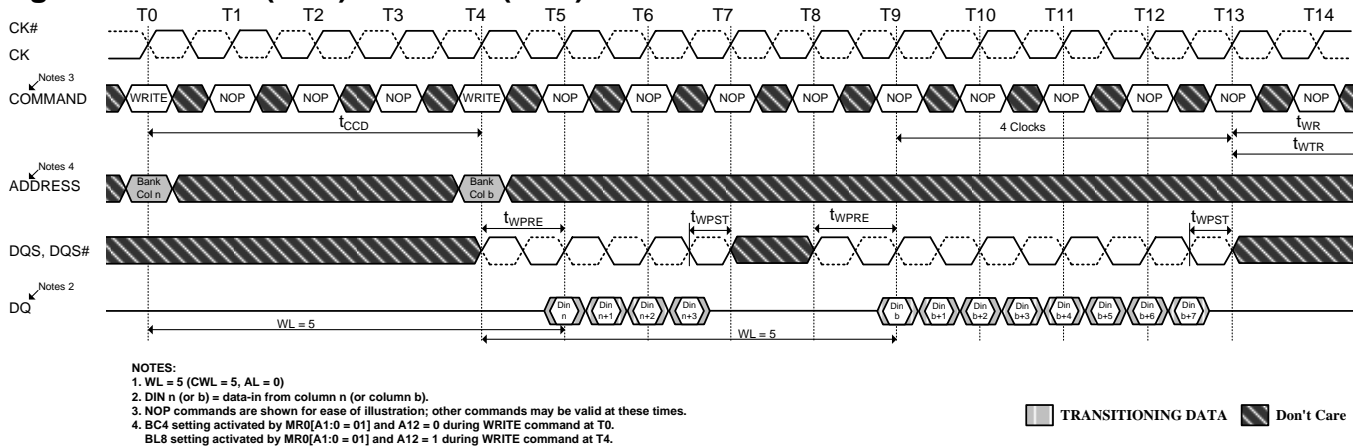 T0 T1 T2 T3 T4 T5 T6 T7 T8 T9 T10 T11 T12 T13 T14
CK#
CK
Notes 3
COMMAND
WRITE NOP NOP NOP WRITE NOP NOP NOP NOP NOP NOP NOP NOP NOP NOP
tCCD
4 Clocks
tWR
tWTR
Notes 4
ADDRESS
Bank Col n
Bank Col b
tWPRE
tWPST
tWPRE
tWPST
DQS, DQS#
Notes 2
DQ
Din n
Din n+1
Din n+2
Din n+3
Din b
Din b+1
Din b+2
Din b+3
Din b+4
Din b+5
Din b+6
Din b+7
WL = 5
WL = 5
NOTES:
1. WL = 5 (CWL = 5, AL = 0)
2. DIN n (or b) = data-in from column n (or column b).
3. NOP commands are shown for ease of illustration; other commands may be valid at these times.
4. BC4 setting activated by MR0[A1:0 = 01] and A12 = 0 during WRITE command at T0.
BL8 setting activated by MR0[A1:0 = 01] and A12 = 1 during WRITE command at T4.
TRANSITIONING DATA
Don't Care